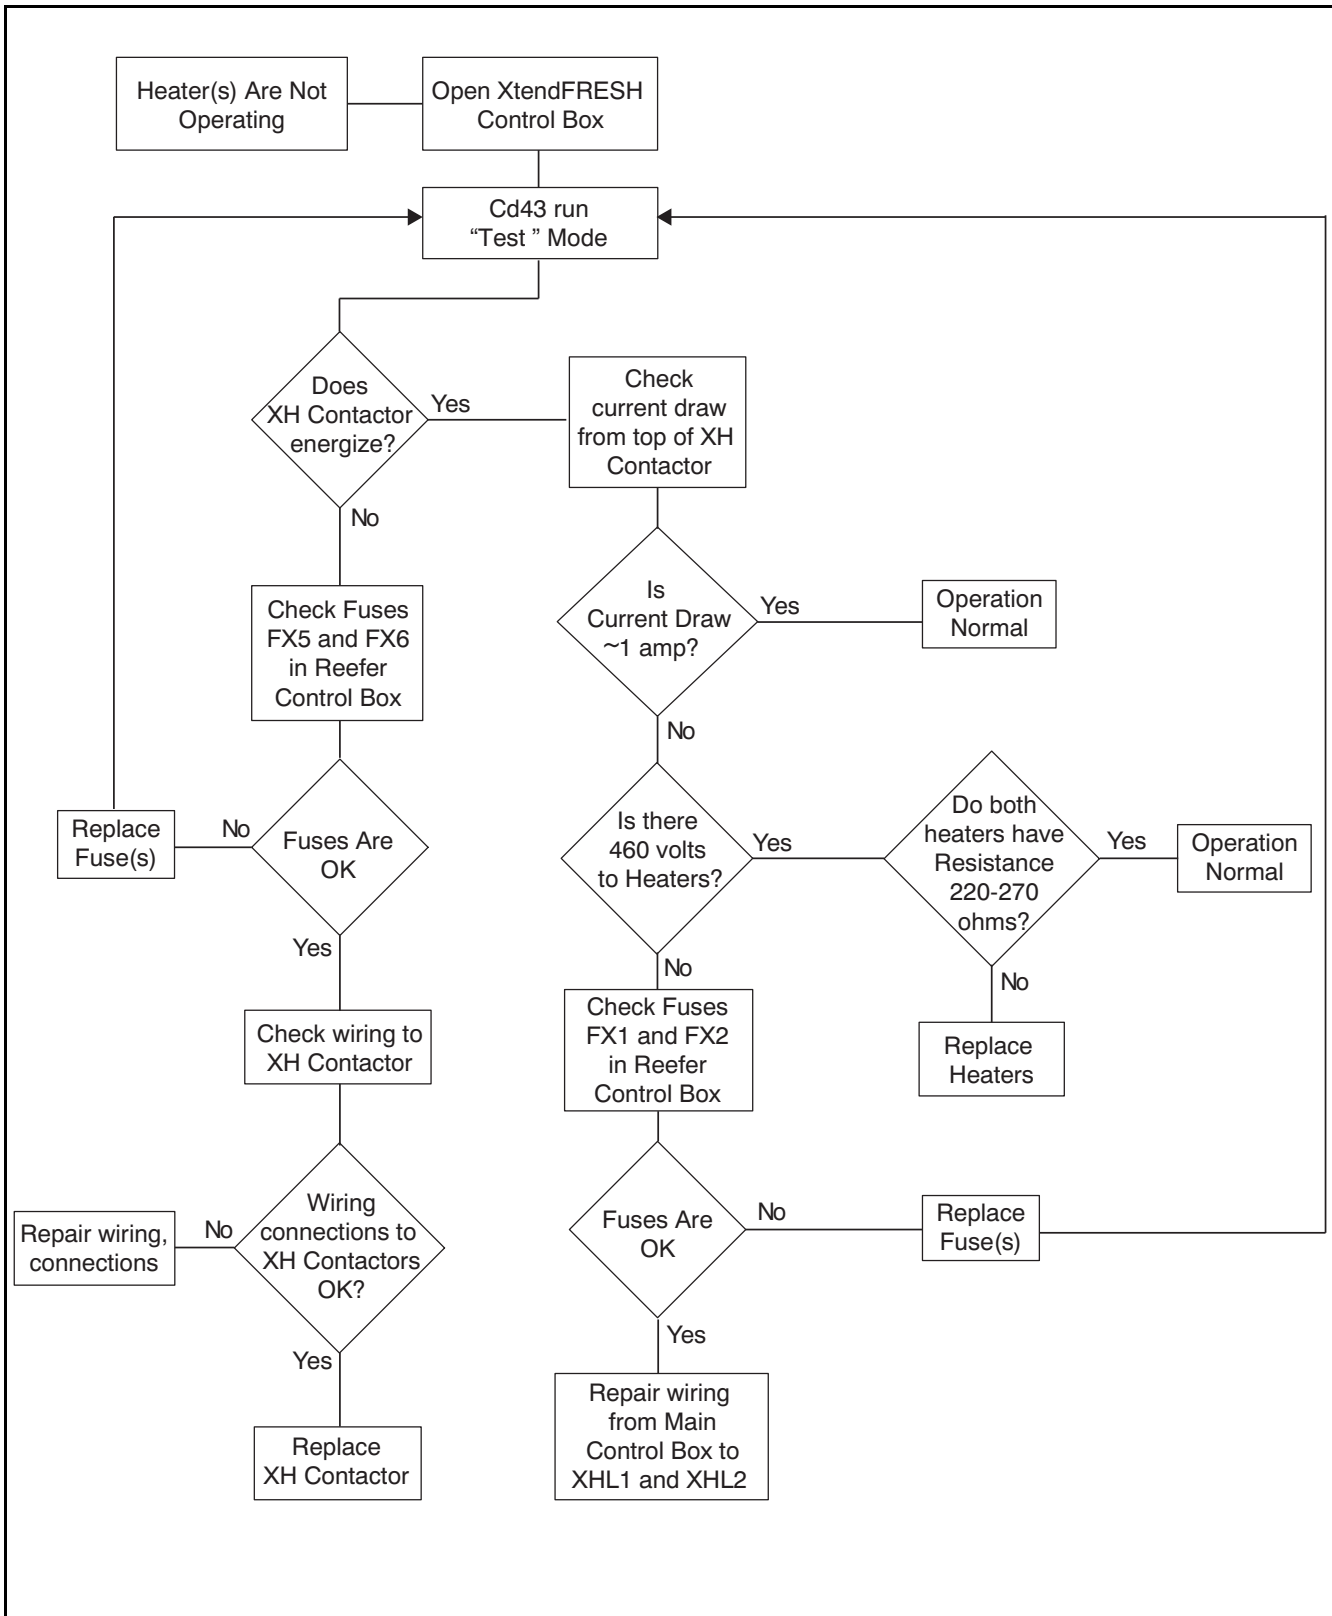 Heater(s) Are Not
Operating
Open XtendFRESH
Control Box
Cd43 run
“Test ” Mode
Does
XH Contactor
energize?
Yes
No
Check
current draw
from top of XH
Contactor
Is
Current Draw
~1 amp?
Yes
No
Operation
Normal
Check Fuses
FX5 and FX6
in Reefer
Control Box
Fuses Are
OK
No
Yes
Replace
Fuse(s)
Is there
460 volts
to Heaters?
Yes
No
Do both
heaters have
Resistance
220-270
ohms?
Yes
No
Operation
Normal
Replace
Heaters
Check wiring to
XH Contactor
Check Fuses
FX1 and FX2
in Reefer
Control Box
Wiring
connections to
XH Contactors
OK?
No
Yes
Repair wiring,
connections
Replace
XH Contactor
Fuses Are
OK
No
Yes
Replace
Fuse(s)
Repair wiring
from Main
Control Box to
XHL1 and XHL2